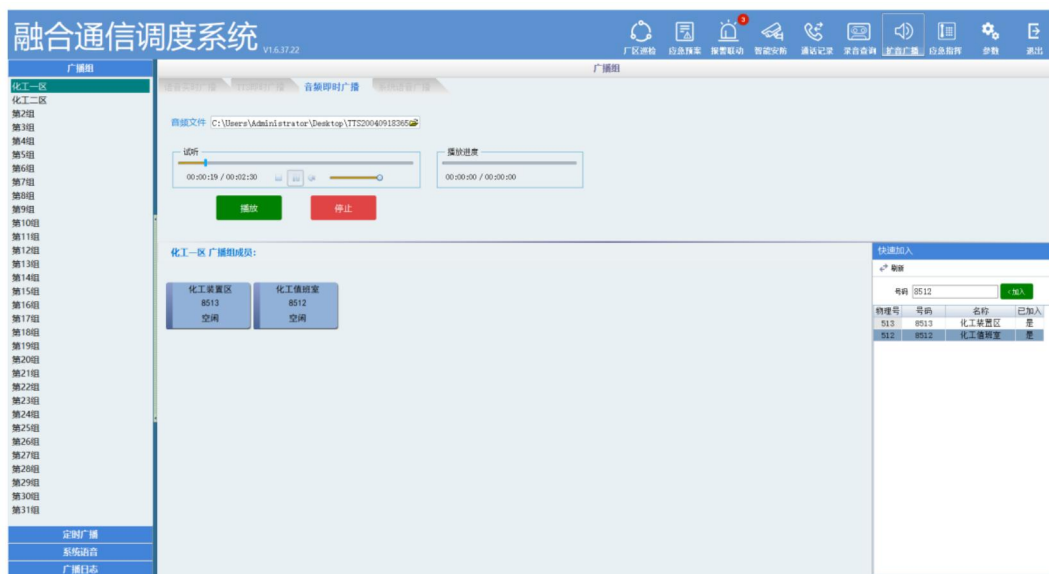 融合通信调度系统 V1.6.37.22
3
厂区巡检 应急预案 报警联动 智能安防 通话记录 录音查询 扩音广播 应急指挥 参数 退出
广播组
广播组
化工一区
化工二区
第2组
第3组
第4组
第5组
第6组
第7组
第8组
第9组
第10组
第11组
第12组
第13组
第14组
第15组
第16组
第17组
第18组
第19组
第20组
第21组
第22组
第23组
第24组
第25组
第26组
第27组
第28组
第29组
第30组
第31组
定时广播
系统语音
广播日志
音频即时广播
音频文件 C:\Users\Administrator\Desktop\TTS20040918365
试听
00:00:19 / 00:02:30
播放进度
00:00:00 / 00:00:00
播放 停止
化工一区 广播组成员:
化工装置区
8513
空闲
化工值班室
8512
空闲
快速加入
刷新
号码 8512 <加入
物理号 号码 名称 已加入
513 8513 化工装置区 是
512 8512 化工值班室 是